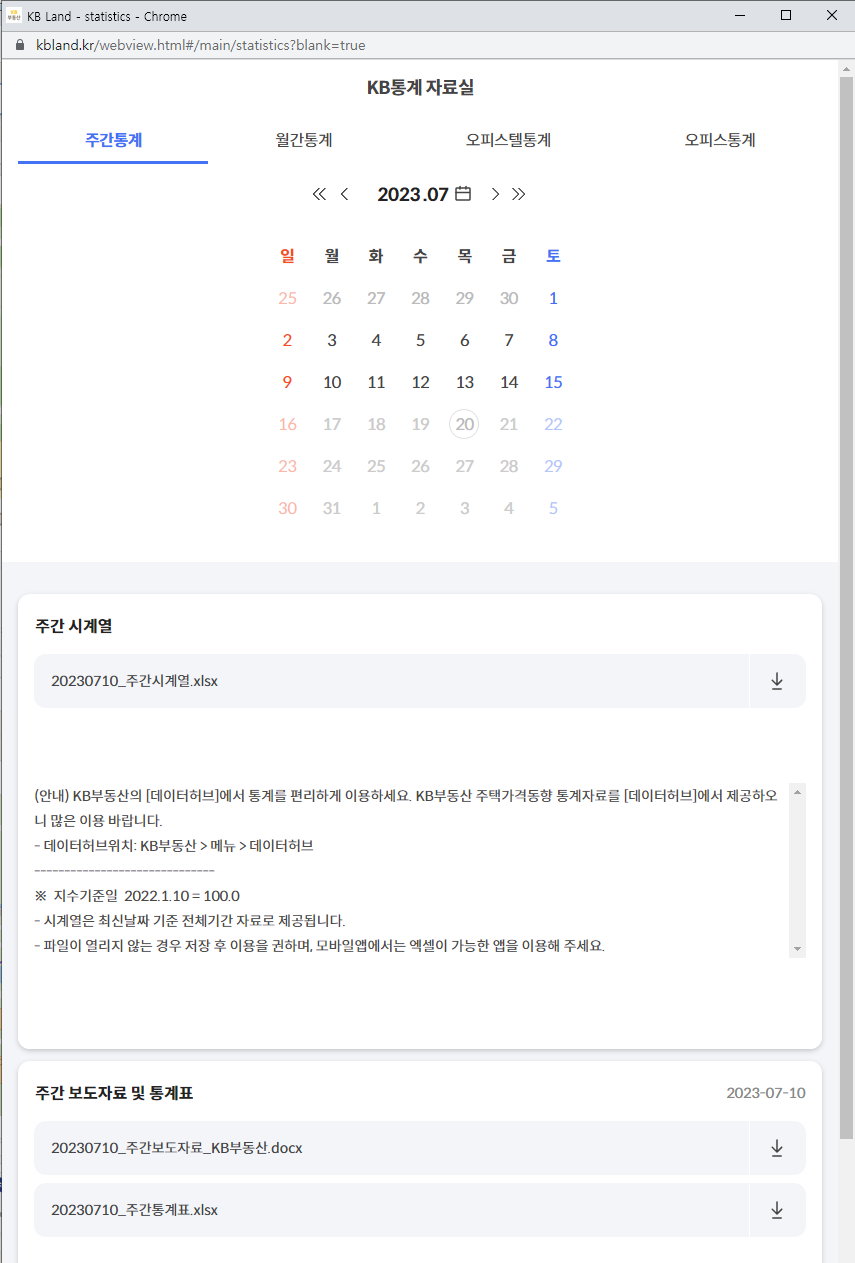 KB Land - statistics - Chrome
kbland.kr/webview.html#/main/statistics?blank=true
KB통계 자료실
주간통계 월간통계 오피스텔통계 오피스통계
2023.07
일 월 화 수 목 금 토
25 26 27 28 29 30 1
2 3 4 5 6 7 8
9 10 11 12 13 14 15
16 17 18 19 20 21 22
23 24 25 26 27 28 29
30 31 1 2 3 4 5
주간 시계열
20230710_주간시계열.xlsx
(안내) KB부동산의 [데이터허브]에서 통계를 편리하게 이용하세요. KB부동산 주택가격동향 통계자료를 [데이터허브]에서 제공하오
니 많은 이용 바랍니다.
- 데이터허브위치: KB부동산 > 메뉴 > 데이터허브
------------------------------
※ 지수기준일 2022.1.10 = 100.0
- 시계열은 최신날짜 기준 전체기간 자료로 제공됩니다.
- 파일이 열리지 않는 경우 저장 후 이용을 권하며, 모바일앱에서는 엑셀이 가능한 앱을 이용해 주세요.
주간 보도자료 및 통계표 2023-07-10
20230710_주간보도자료_KB부동산.docx
20230710_주간통계표.xlsx